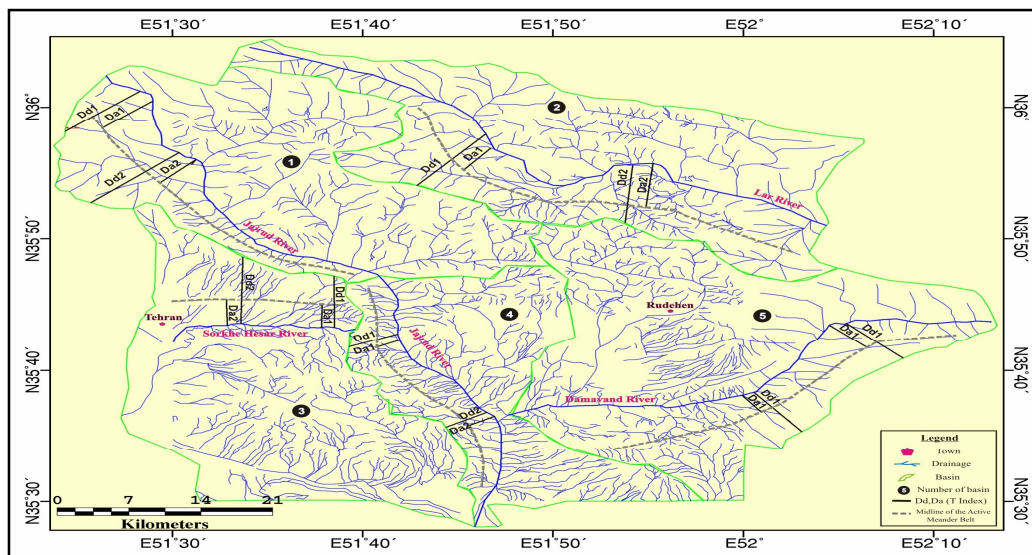 E51°30´ E51°40´ E51°50´ E52° E52°10´
N36°
N36°
N35°50´
N35°50´
N35°40´
N35°40´
N35°30´
N35°30´
Dd1
Da1
Dd2
Da2
1
2
Dd1
Da1
Dd2
Da2
Lar River
Jajrud River
Dd2
Da2
Dd1
Da1
Tehran
Sorkhe Hesar River
3
Dd1
Da1
Jajrud River
4
Dd2
Da2
Rudehen
5
Da1
Dd1
Damavand River
Dd1
Da1
Legend
Town
Drainage
Basin
5 Number of basin
Dd,Da (T Index)
Midline of the Active
Meander Belt
0 7 14 21
Kilometers
E51°30´ E51°40´ E51°50´ E52° E52°10´